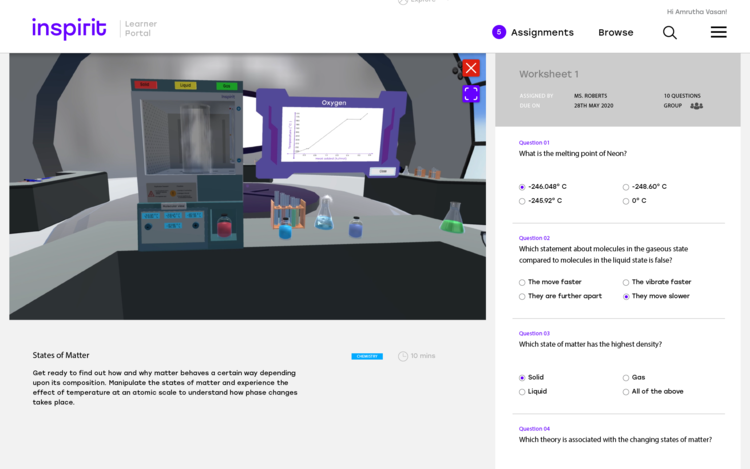 Hi Amrutha Vasan!
inspirit
Learner
Portal
5
Assignments
Browse
Oxygen
Solid
Liquid
Gas
States of Matter
CHEMISTRY
10 mins
Get ready to find out how and why matter behaves a certain way depending
upon its composition. Manipulate the states of matter and experience the
effect of temperature at an atomic scale to understand how phase changes
takes place.
Worksheet 1
ASSIGNED BY
MS. ROBERTS
10 QUESTIONS
DUE ON
28TH MAY 2020
GROUP
Question 01
What is the melting point of Neon?
-246.048° C
-248.60° C
-245.92° C
0° C
Question 02
Which statement about molecules in the gaseous state
compared to molecules in the liquid state is false?
The move faster
The vibrate faster
They are further apart
They move slower
Question 03
Which state of matter has the highest density?
Solid
Gas
Liquid
All of the above
Question 04
Which theory is associated with the changing states of matter?